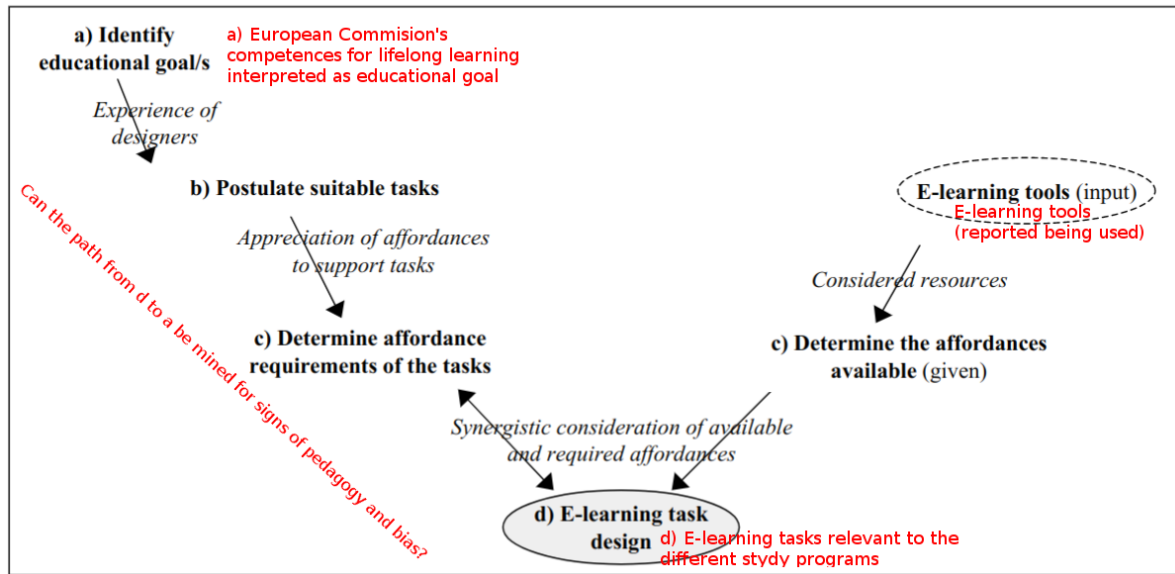 a) Identify
educational goal/s
a) European Commision's
competences for lifelong learning
interpreted as educational goal
Experience of
designers
b) Postulate suitable tasks
E-learning tools (input)
E-learning tools
(reported being used)
Appreciation of affordances
to support tasks
Considered resources
Can the path from d to a be mined for signs of pedagogy and bias?
c) Determine affordance
requirements of the tasks
c) Determine the affordances
available (given)
Synergistic consideration of available
and required affordances
d) E-learning task
design
d) E-learning tasks relevant to the
different stydy programs